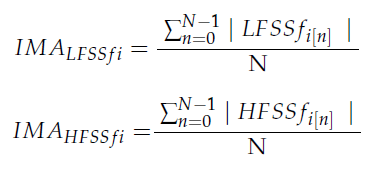 IMA_{LFSSfi} = \frac{\sum_{n=0}^{N-1} | LFSSf_{i[n]} |}{N}
IMA_{HFSSfi} = \frac{\sum_{n=0}^{N-1} | HFSSf_{i[n]} |}{N}